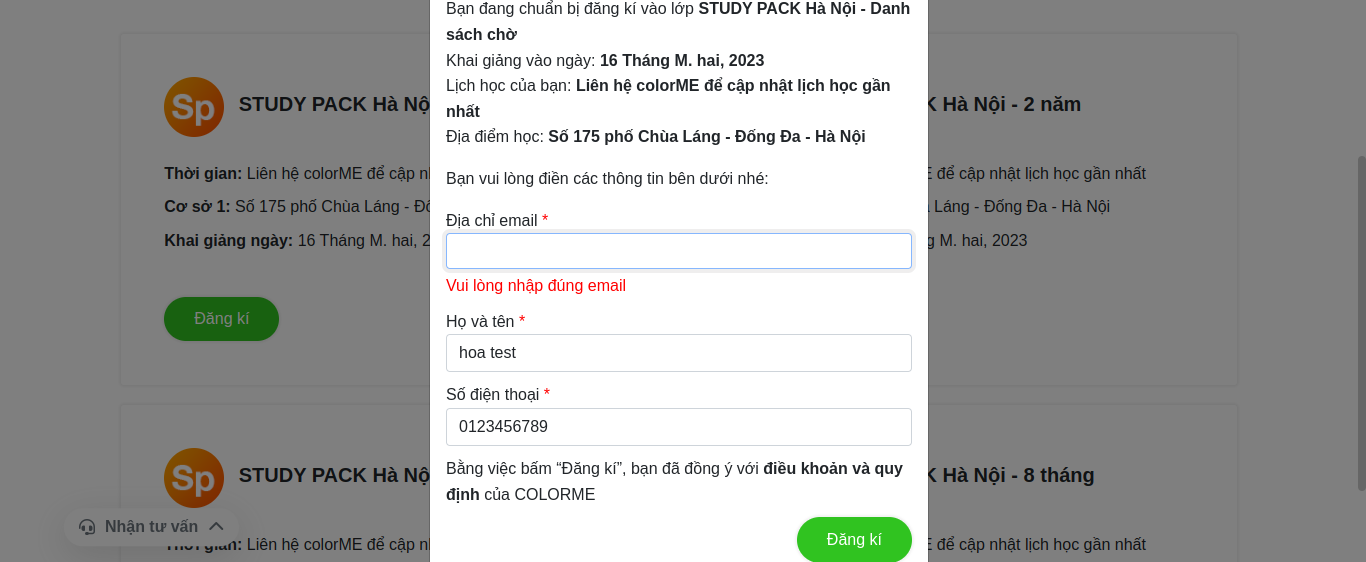 Bạn đang chuẩn bị đăng kí vào lớp STUDY PACK Hà Nội - Danh
sách chờ
Khai giảng vào ngày: 16 Tháng M. hai, 2023
Lịch học của bạn: Liên hệ colorME để cập nhật lịch học gần
nhất
Địa điểm học: Số 175 phố Chùa Láng - Đống Đa - Hà Nội
Bạn vui lòng điền các thông tin bên dưới nhé:
Địa chỉ email *
Vui lòng nhập đúng email
Họ và tên *
hoa test
Số điện thoại *
0123456789
Bằng việc bấm “Đăng kí”, bạn đã đồng ý với điều khoản và quy
định của COLORME
Đăng kí
Sp
STUDY PACK Hà Nộ
Thời gian: Liên hệ colorME để cập n
Cơ sở 1: Số 175 phố Chùa Láng - Đố
Khai giảng ngày: 16 Tháng M. hai, 2
Đăng kí
K Hà Nội - 2 năm
E để cập nhật lịch học gần nhất
Láng - Đống Đa - Hà Nội
g M. hai, 2023
Sp
STUDY PACK Hà Nộ
Nhận tư vấn
Thời gian: Liên hệ colorME để cập n
K Hà Nội - 8 tháng
E để cập nhật lịch học gần nhất